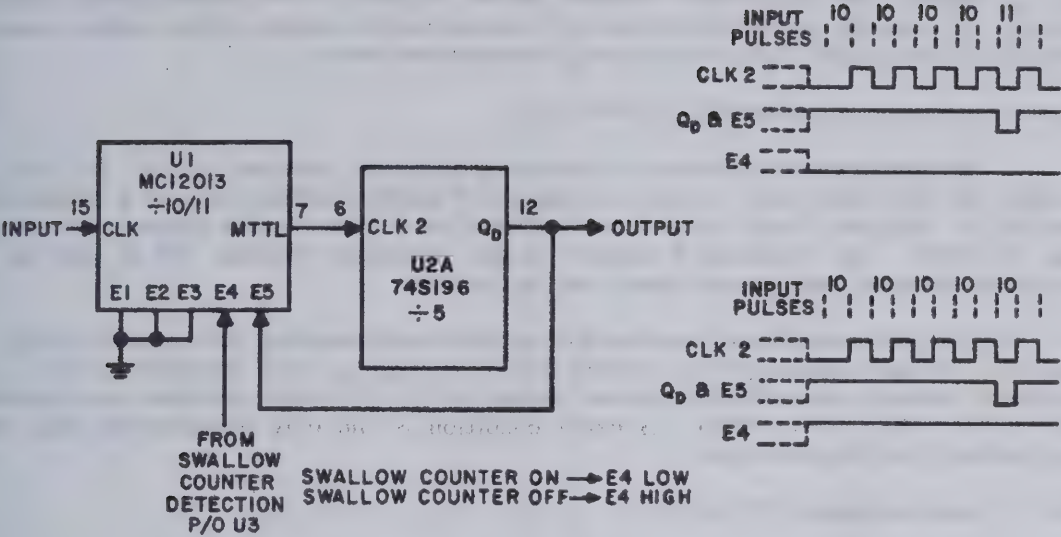 INPUT PULSES 10 10 10 10 11
CLK 2
QD & E5
E4
U1
MC12013
÷10/11
15
INPUT
CLK
MTTL
7
E1 E2 E3 E4 E5
6
CLK 2
QD
12
OUTPUT
U2A
74S196
÷5
INPUT PULSES 10 10 10 10 10
CLK 2
QD & E5
E4
FROM
SWALLOW
COUNTER
DETECTION
P/O U3
SWALLOW COUNTER ON → E4 LOW
SWALLOW COUNTER OFF → E4 HIGH